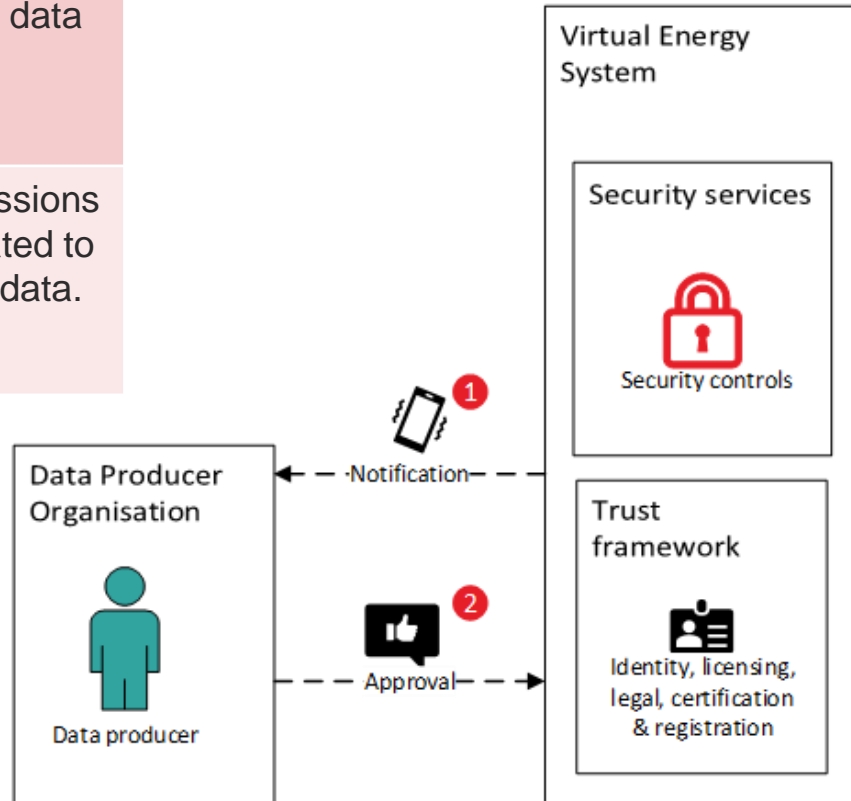 data
ssions
ted to
data.
Virtual Energy
System
Security services
Security controls
1
Notification
Data Producer
Organisation
Trust
framework
2
Approval
Identity, licensing,
legal, certification
& registration
Data producer